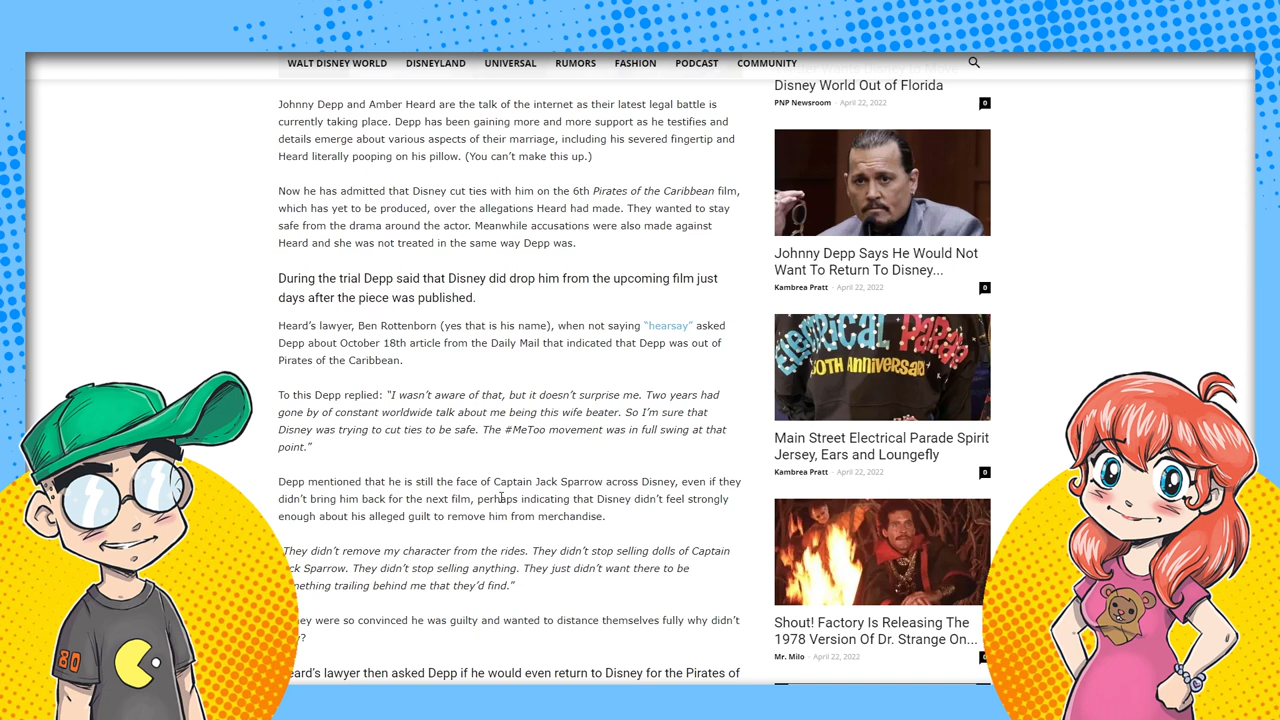 WALT DISNEY WORLD DISNEYLAND UNIVERSAL RUMORS FASHION PODCAST COMMUNITY
Johnny Depp and Amber Heard are the talk of the internet as their latest legal battle is
currently taking place. Depp has been gaining more and more support as he testifies and
details emerge about various aspects of their marriage, including his severed fingertip and
Heard literally pooping on his pillow. (You can’t make this up.)
Now he has admitted that Disney cut ties with him on the 6th Pirates of the Caribbean film,
which has yet to be produced, over the allegations Heard had made. They wanted to stay
safe from the drama around the actor. Meanwhile accusations were also made against
Heard and she was not treated in the same way Depp was.
During the trial Depp said that Disney did drop him from the upcoming film just
days after the piece was published.
Heard’s lawyer, Ben Rottenborn (yes that is his name), when not saying “hearsay” asked
Depp about October 18th article from the Daily Mail that indicated that Depp was out of
Pirates of the Caribbean.
To this Depp replied: “I wasn’t aware of that, but it doesn’t surprise me. Two years had
gone by of constant worldwide talk about me being this wife beater. So I’m sure that
Disney was trying to cut ties to be safe. The #MeToo movement was in full swing at that
point.”
Depp mentioned that he is still the face of Captain Jack Sparrow across Disney, even if they
didn’t bring him back for the next film, perhaps indicating that Disney didn’t feel strongly
enough about his alleged guilt to remove him from merchandise.
They didn’t remove my character from the rides. They didn’t stop selling dolls of Captain
ck Sparrow. They didn’t stop selling anything. They just didn’t want there to be
mething trailing behind me that they’d find.”
ey were so convinced he was guilty and wanted to distance themselves fully why didn’t
?
eard’s lawyer then asked Depp if he would even return to Disney for the Pirates of
Disney World Out of Florida
PNP Newsroom - April 22, 2022 0
Johnny Depp Says He Would Not
Want To Return To Disney...
Kambrea Pratt - April 22, 2022 0
ELECTRICAL PARADE
50TH ANNIVERSARY
Main Street Electrical Parade Spirit
Jersey, Ears and Loungefly
Kambrea Pratt - April 22, 2022 0
Shout! Factory Is Releasing The
1978 Version Of Dr. Strange On...
Mr. Milo - April 22, 2022
80